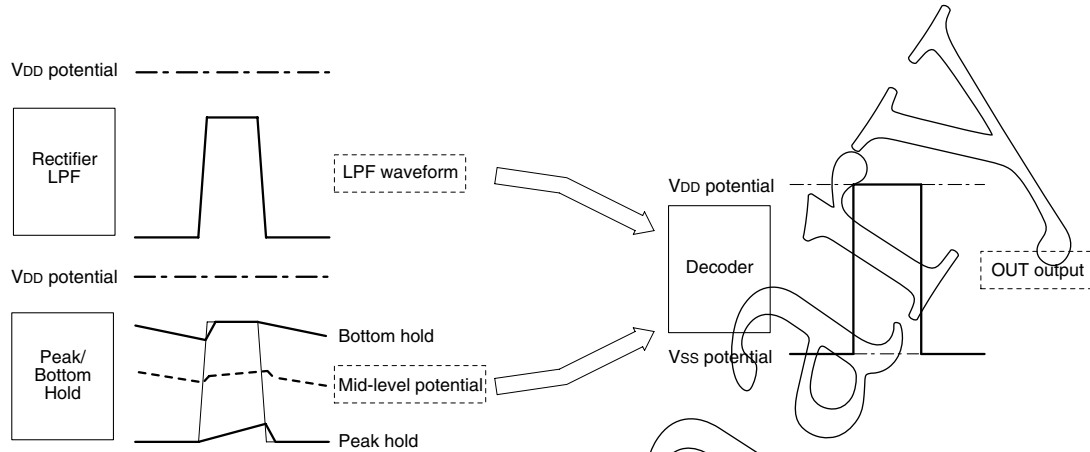 VDD potential
Rectifier
LPF
LPF waveform
VDD potential
Peak/
Bottom
Hold
Bottom hold
Mid-level potential
Peak hold
VDD potential
Decoder
VSS potential
OUT output